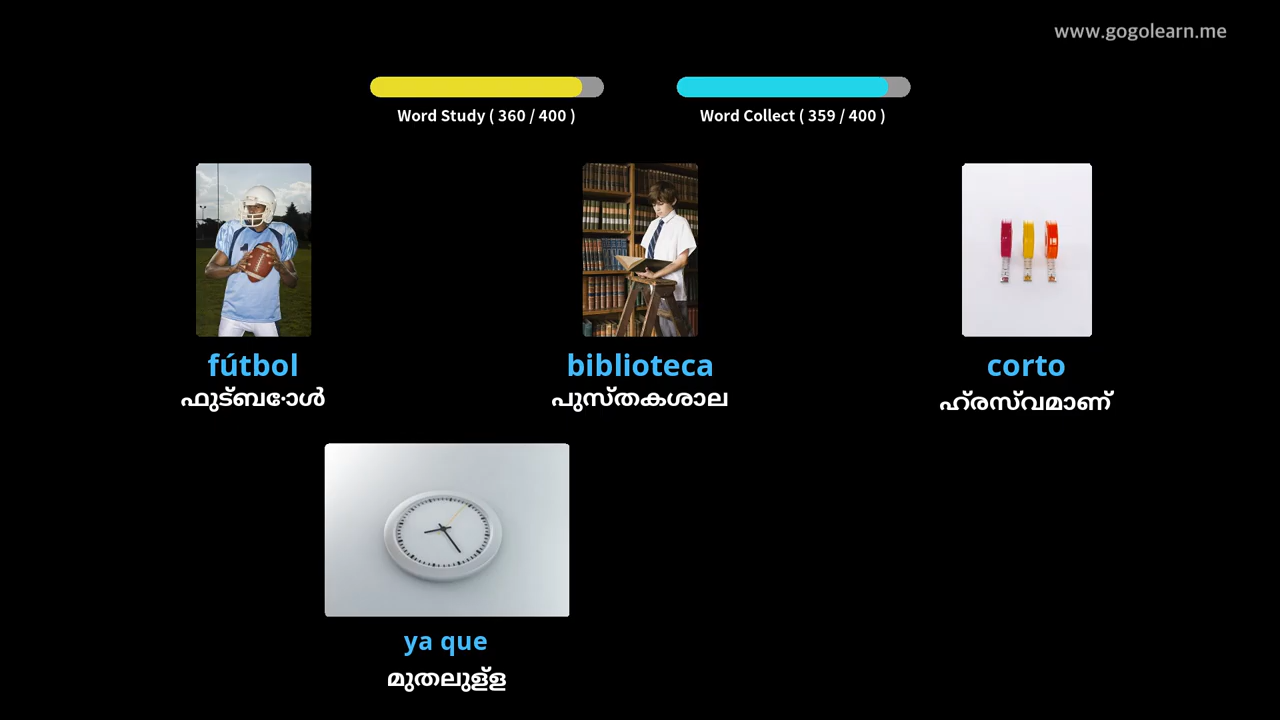 www.gogolearn.me
Word Study ( 360 / 400 )
Word Collect ( 359 / 400 )
fútbol
ഫുട്ബോൾ
biblioteca
പുസ്തകശാല
corto
ഹ്രസ്വമാണ്
ya que
മുതലുള്ള